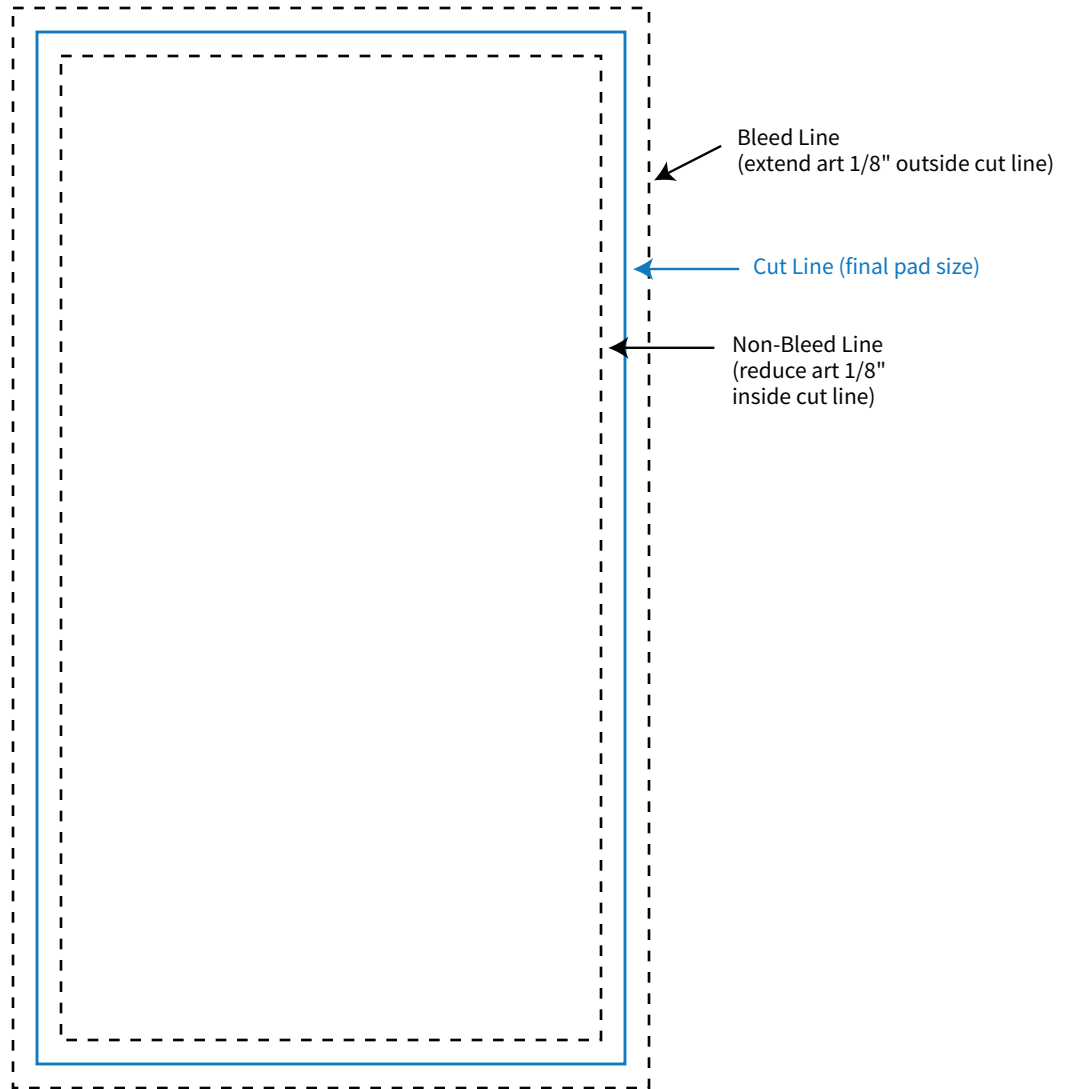 Bleed Line
(extend art 1/8" outside cut line)
Cut Line (final pad size)
Non-Bleed Line
(reduce art 1/8"
inside cut line)